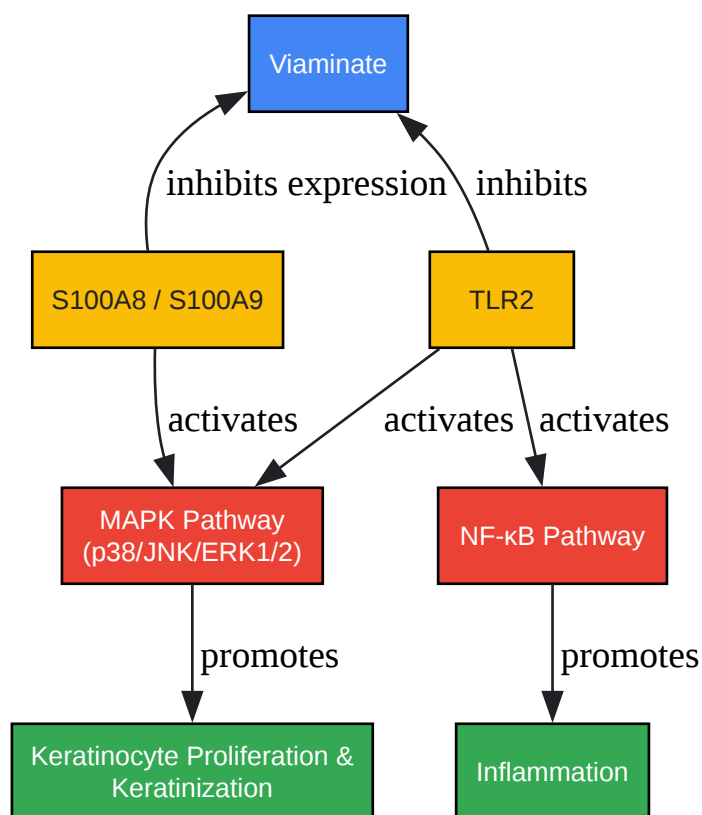 Viaminate
inhibits expression
inhibits
S100A8 / S100A9
TLR2
activates
activates
activates
MAPK Pathway
(p38/JNK/ERK1/2)
NF-κB Pathway
promotes
promotes
Keratinocyte Proliferation &
Keratinization
Inflammation